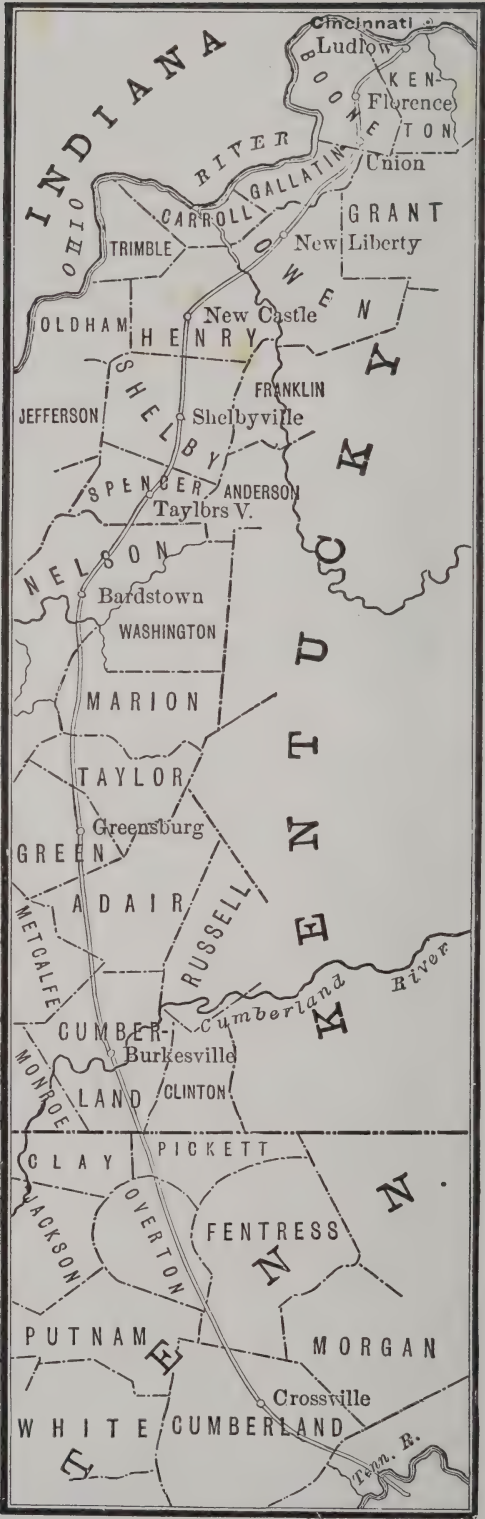 Cincinnati
Ludlow
INDIANA
BOONE
KEN-
TON
Florence
OHIO RIVER
GALLATIN
Union
CARROLL
GRANT
TRIMBLE
New Liberty
OWEN
OLDHAM
New Castle
HENRY
KENTUCKY
SHELBY
FRANKLIN
JEFFERSON
Shelbyville
SPENCER
ANDERSON
Taylors V.
NELSON
Bardstown
WASHINGTON
MARION
TAYLOR
Greensburg
GREEN
ADAIR
RUSSELL
METCALFE
Cumberland River
CUMBER-
LAND
Burkesville
MONROE
CLINTON
CLAY
PICKETT
JACKSON
OVERTON
FENTRESS
TENN.
PUTNAM
MORGAN
Crossville
WHITE
CUMBERLAND
Tenn. R.